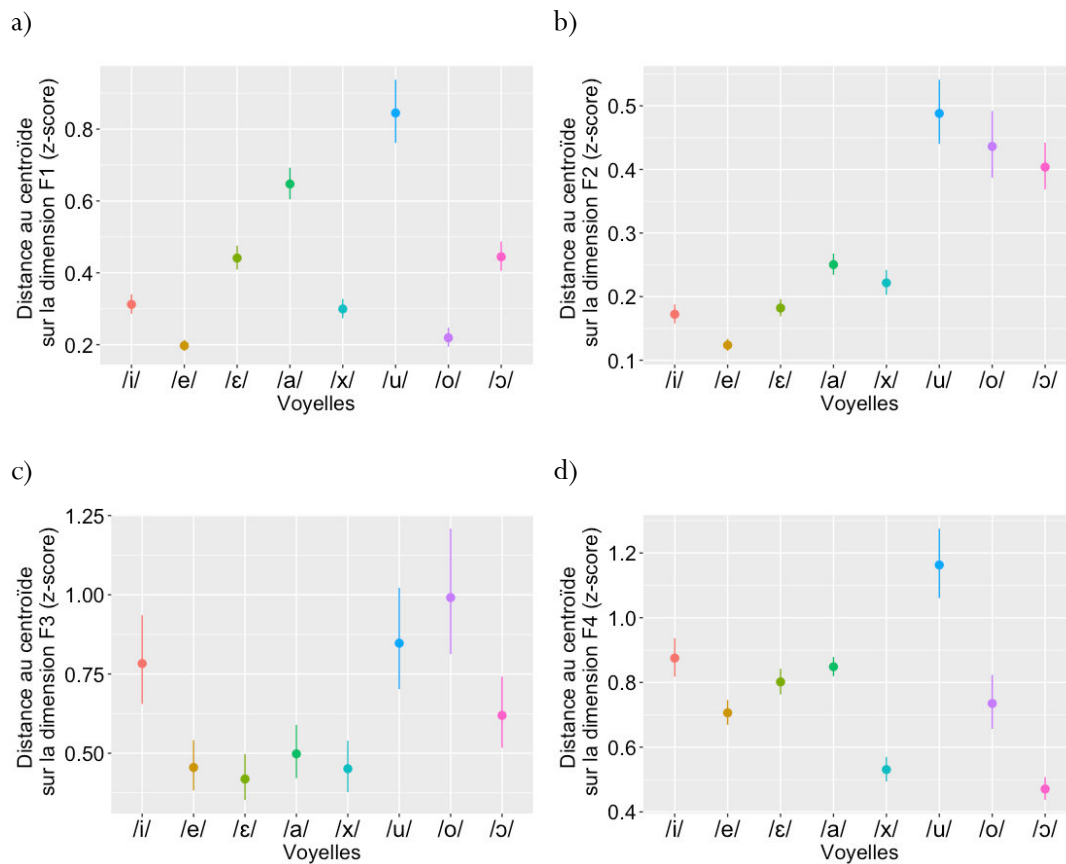 a)
Distance au centroïde
sur la dimension F1 (z-score)
0.8
0.6
0.4
0.2
/i/ /e/ /ɛ/ /a/ /x/ /u/ /o/ /ɔ/
Voyelles
b)
Distance au centroïde
sur la dimension F2 (z-score)
0.5
0.4
0.3
0.2
0.1
/i/ /e/ /ɛ/ /a/ /x/ /u/ /o/ /ɔ/
Voyelles
c)
Distance au centroïde
sur la dimension F3 (z-score)
1.25
1.00
0.75
0.50
/i/ /e/ /ɛ/ /a/ /x/ /u/ /o/ /ɔ/
Voyelles
d)
Distance au centroïde
sur la dimension F4 (z-score)
1.2
1.0
0.8
0.6
0.4
/i/ /e/ /ɛ/ /a/ /x/ /u/ /o/ /ɔ/
Voyelles